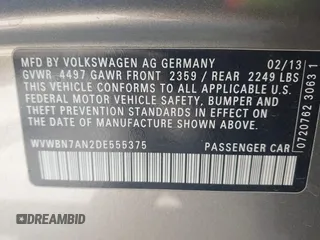 MFD BY VOLKSWAGEN AG GERMANY 02/13
GVWR 4497 GAWR FRONT 2359 / REAR 2249 LBS
THIS VEHICLE CONFORMS TO ALL APPLICABLE
FEDERAL MOTOR VEHICLE SAFETY, BUMPER AND
THEFT PREVENTION STANDARDS IN EFFECT ON THE
DATE OF MANUFACTURE SHOWN ABOVE
WVWBN7AN2DE555375 PASSENGER CAR
0720762 3063 1